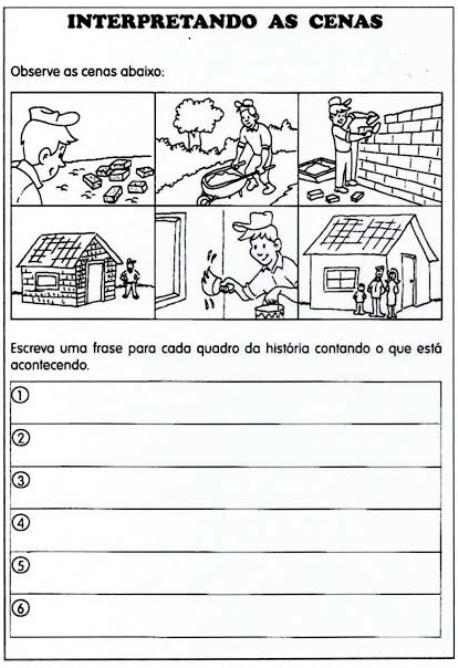 INTERPRETANDO AS CENAS
Observe as cenas abaixo:
Escreva uma frase para cada quadro da história contando o que está
acontecendo.
1
2
3
4
5
6